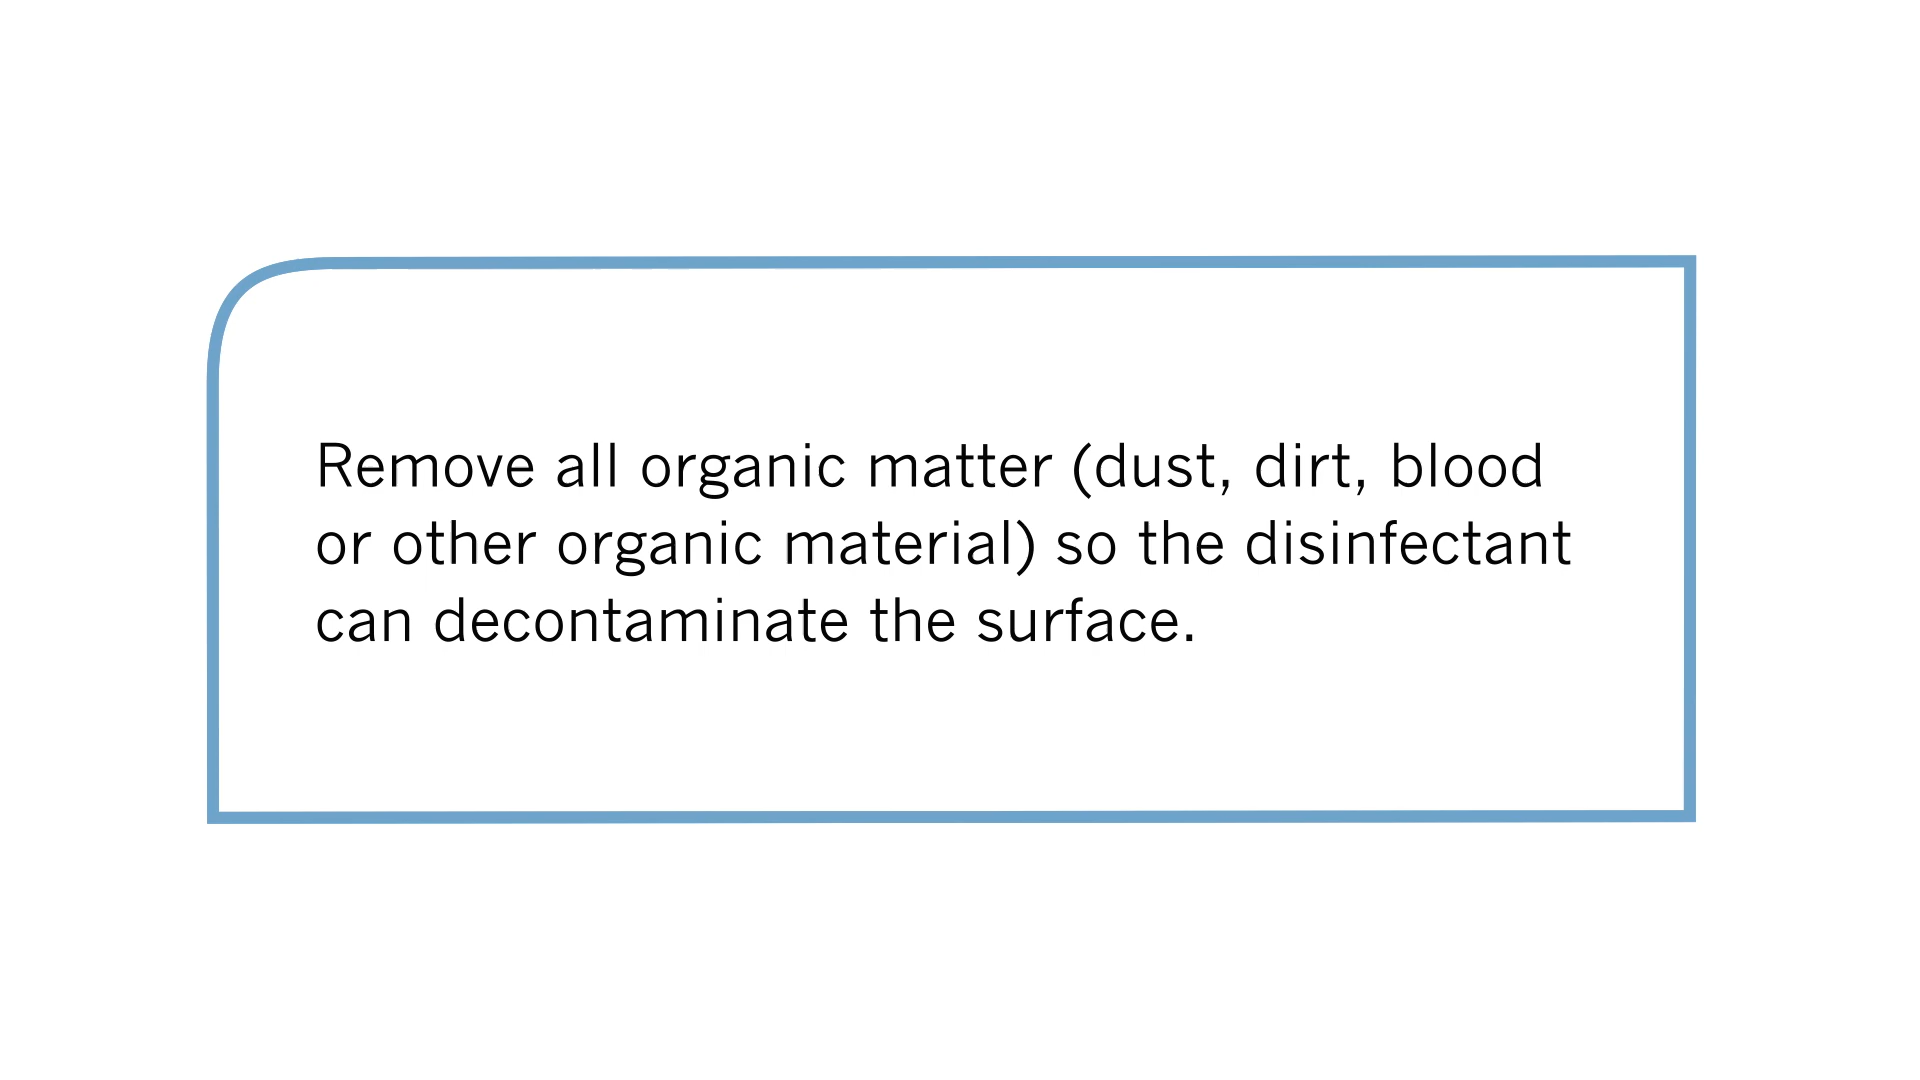 Remove all organic matter (dust, dirt, blood
or other organic material) so the disinfectant
can decontaminate the surface.